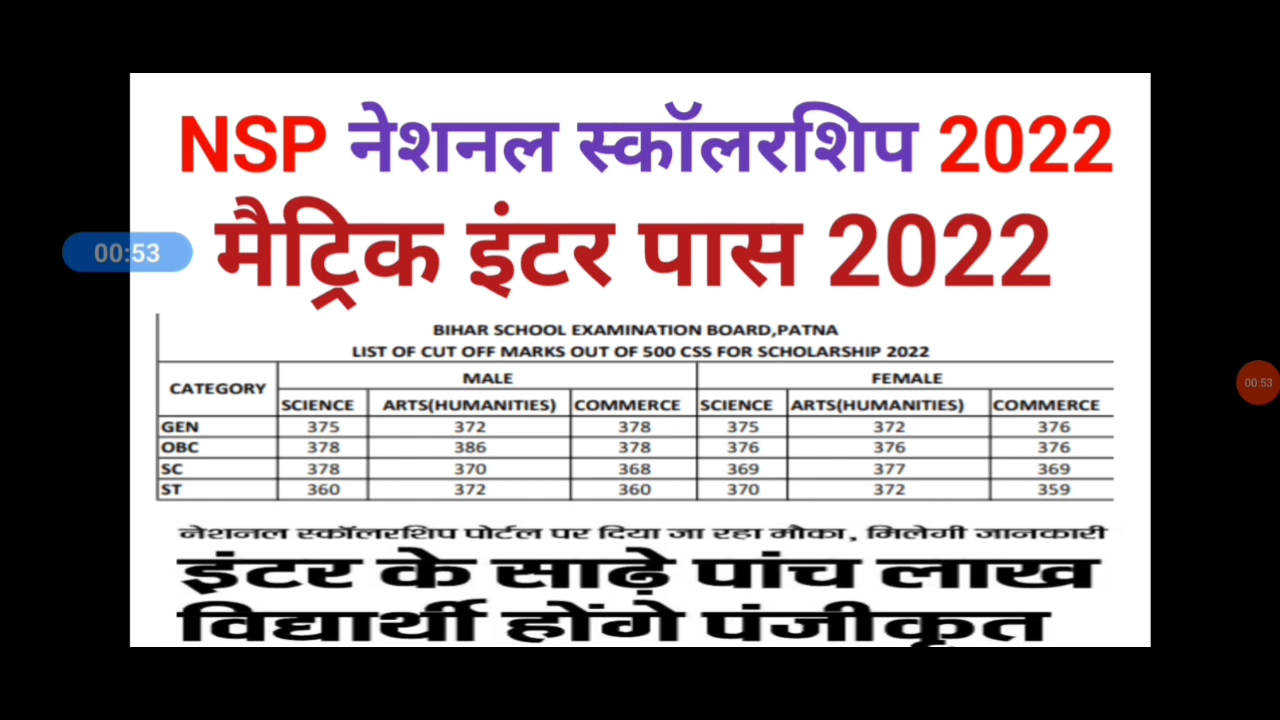 NSP नेशनल स्कॉलरशिप 2022
मैट्रिक इंटर पास 2022
00:53
00:53
BIHAR SCHOOL EXAMINATION BOARD,PATNA
LIST OF CUT OFF MARKS OUT OF 500 CSS FOR SCHOLARSHIP 2022
CATEGORY MALE FEMALE
SCIENCE ARTS(HUMANITIES) COMMERCE SCIENCE ARTS(HUMANITIES) COMMERCE
GEN 375 372 378 375 372 376
OBC 378 386 378 376 376 376
SC 378 370 368 369 377 369
ST 360 372 360 370 372 359
नेशनल स्कॉलरशिप पोर्टल पर दिया जा रहा मौका, मिलेगी जानकारी
इंटर के साढ़े पांच लाख
विद्यार्थी होंगे पंजीकृत